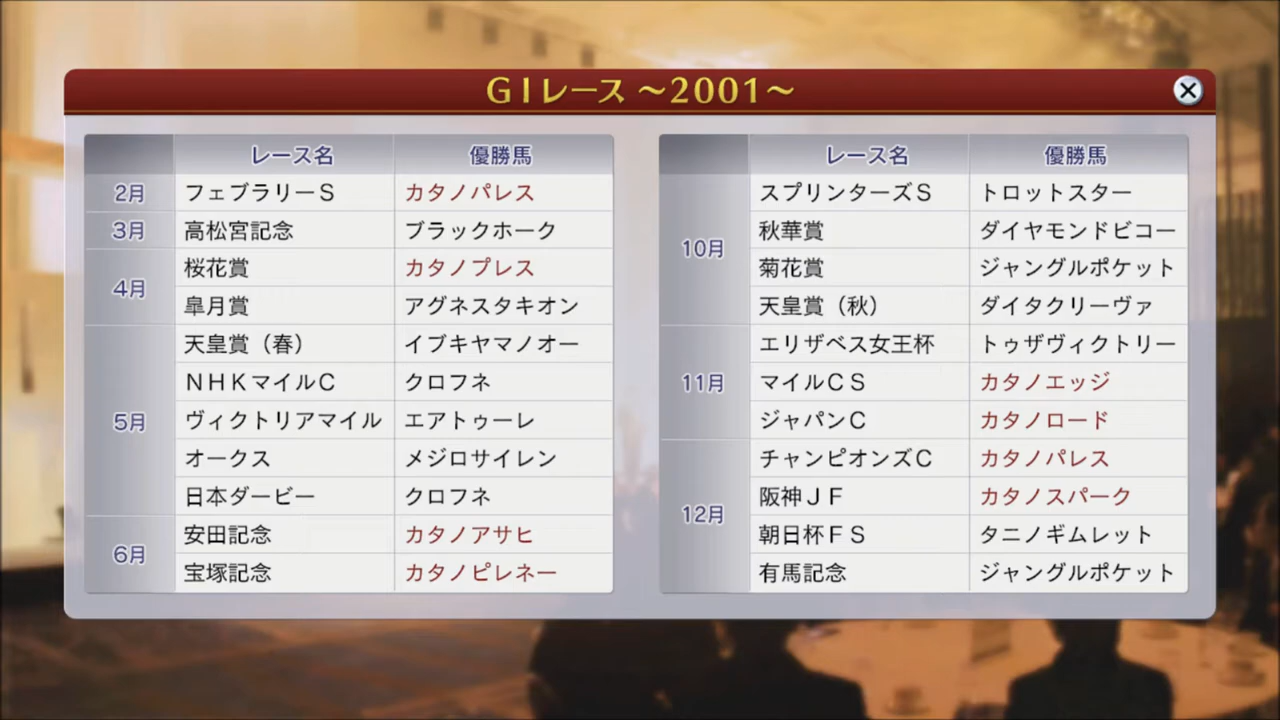 GⅠレース ～2001～
レース名 優勝馬
2月 フェブラリーS カタノパレス
3月 高松宮記念 ブラックホーク
4月 桜花賞 カタノプレス
皐月賞 アグネスタキオン
5月 天皇賞（春） イブキヤマノオー
NHKマイルC クロフネ
ヴィクトリアマイル エアトゥーレ
オークス メジロサイレン
日本ダービー クロフネ
6月 安田記念 カタノアサヒ
宝塚記念 カタノピレネー
レース名 優勝馬
10月 スプリンターズS トロットスター
秋華賞 ダイヤモンドビコー
菊花賞 ジャングルポケット
天皇賞（秋） ダイタクリーヴァ
11月 エリザベス女王杯 トゥザヴィクトリー
マイルCS カタノエッジ
ジャパンC カタノロード
12月 チャンピオンズC カタノパレス
阪神JF カタノスパーク
朝日杯FS タニノギムレット
有馬記念 ジャングルポケット